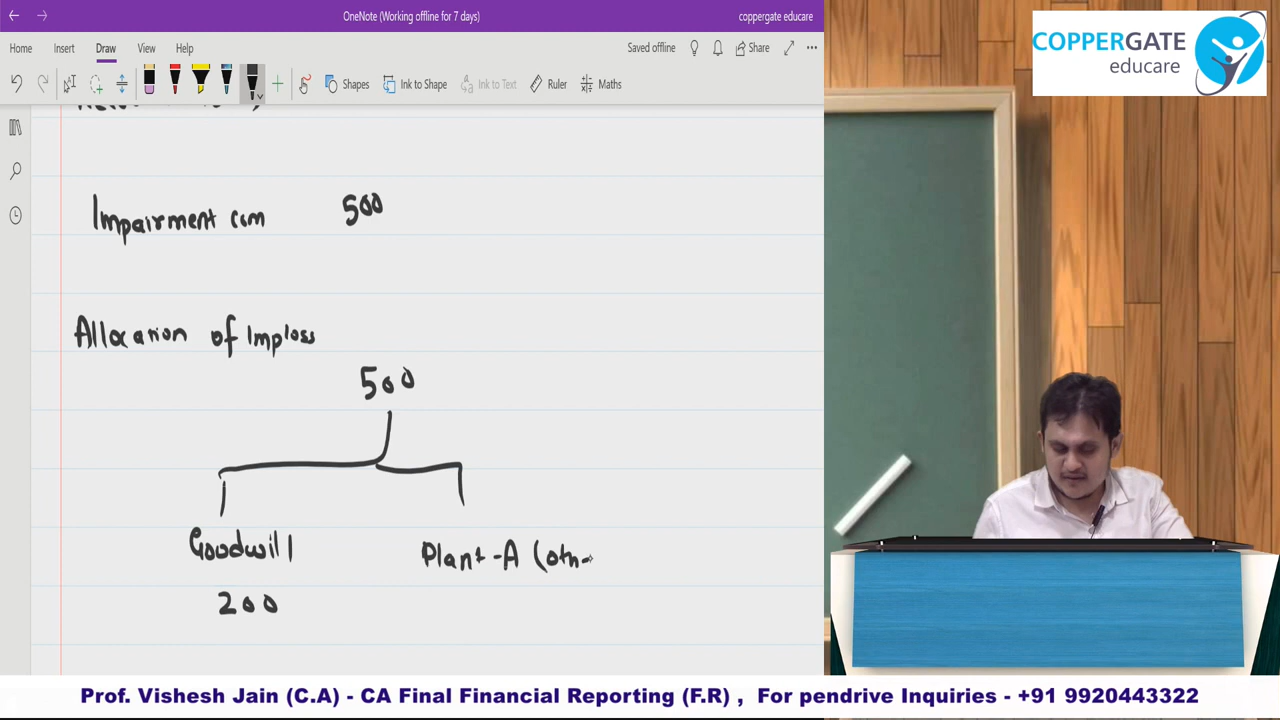 OneNote (Working offline for 7 days)
coppergate educare
Home Insert Draw View Help
Saved offline Share
Shapes Ink to Shape Ink to Text Ruler Maths
COPPERGATE
educare
Impairment 500
Allocation of Imploss
500
Goodwill Plant-A (oth
200
Prof. Vishesh Jain (C.A) - CA Final Financial Reporting (F.R) , For pendrive Inquiries - +91 9920443322